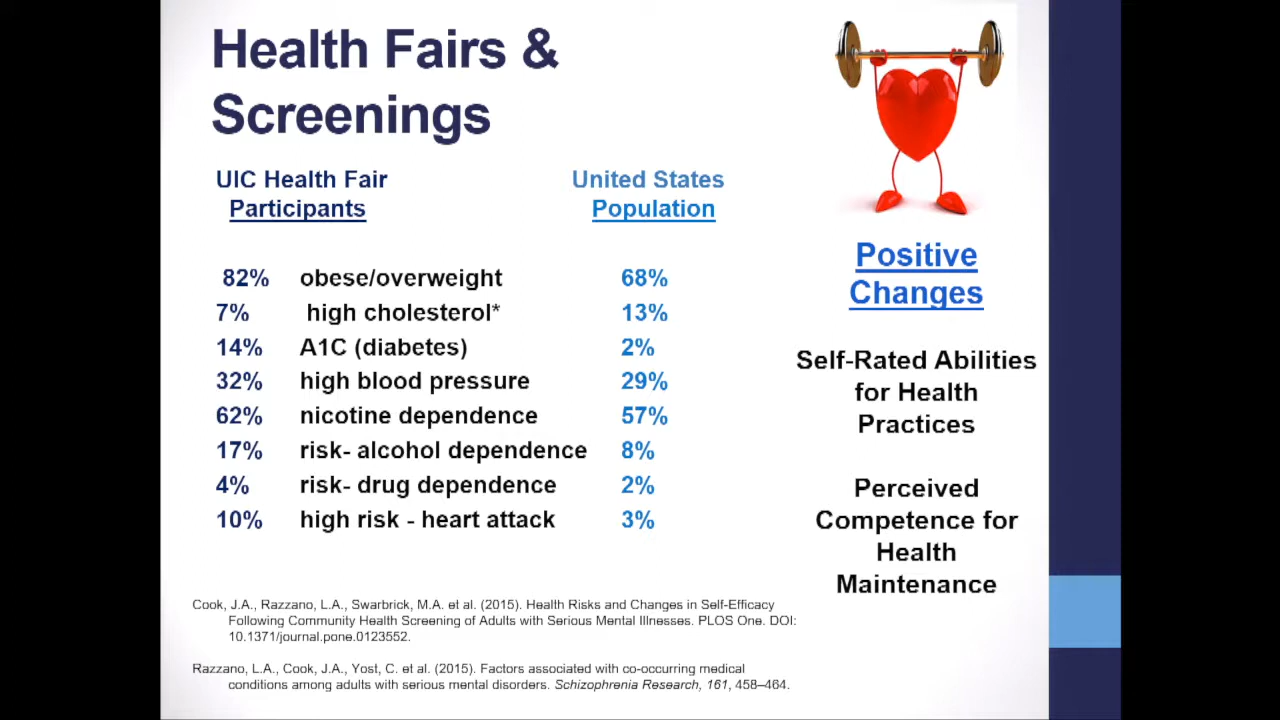 Health Fairs &
Screenings
UIC Health Fair
Participants
United States
Population
82% obese/overweight 68%
7% high cholesterol* 13%
14% A1C (diabetes) 2%
32% high blood pressure 29%
62% nicotine dependence 57%
17% risk- alcohol dependence 8%
4% risk- drug dependence 2%
10% high risk - heart attack 3%
Positive
Changes
Self-Rated Abilities
for Health
Practices
Perceived
Competence for
Health
Maintenance
Cook, J.A., Razzano, L.A., Swarbrick, M.A. et al. (2015). Health Risks and Changes in Self-Efficacy
Following Community Health Screening of Adults with Serious Mental Illnesses. PLOS One. DOI:
10.1371/journal.pone.0123552.
Razzano, L.A., Cook, J.A., Yost, C. et al. (2015). Factors associated with co-occurring medical
conditions among adults with serious mental disorders. Schizophrenia Research, 161, 458–464.